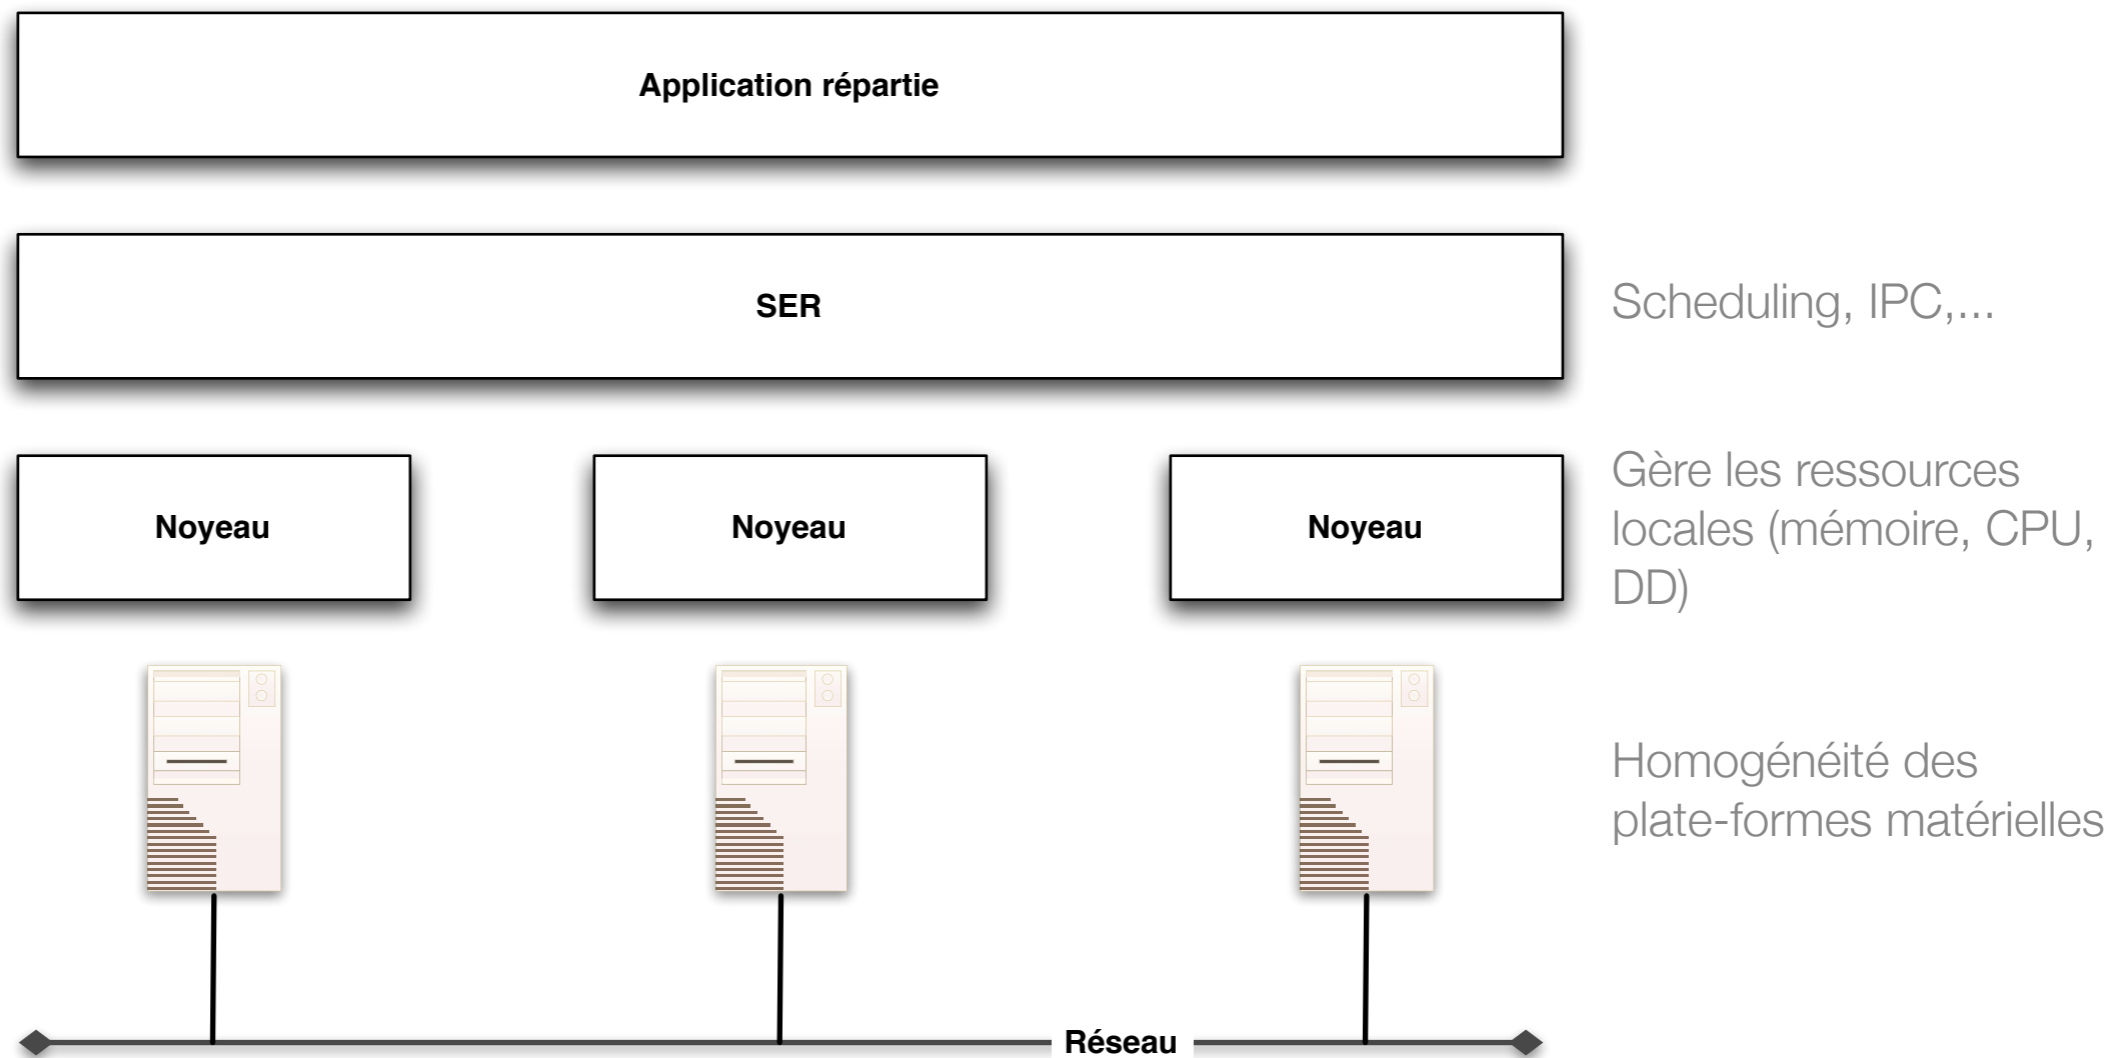 Application répartie
SER
Scheduling, IPC,...
Noyeau
Noyeau
Noyeau
Gère les ressources
locales (mémoire, CPU,
DD)
Homogénéité des
plate-formes matérielles
Réseau